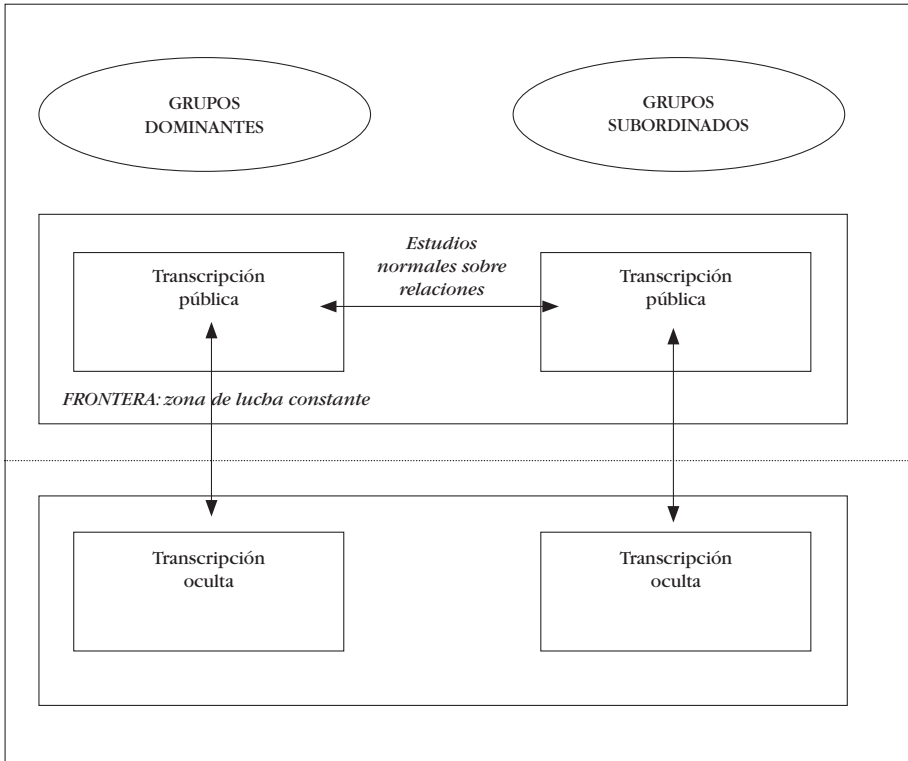 GRUPOS
DOMINANTES
GRUPOS
SUBORDINADOS
Estudios
normales sobre
relaciones
Transcripción
pública
Transcripción
pública
FRONTERA: zona de lucha constante
Transcripción
oculta
Transcripción
oculta